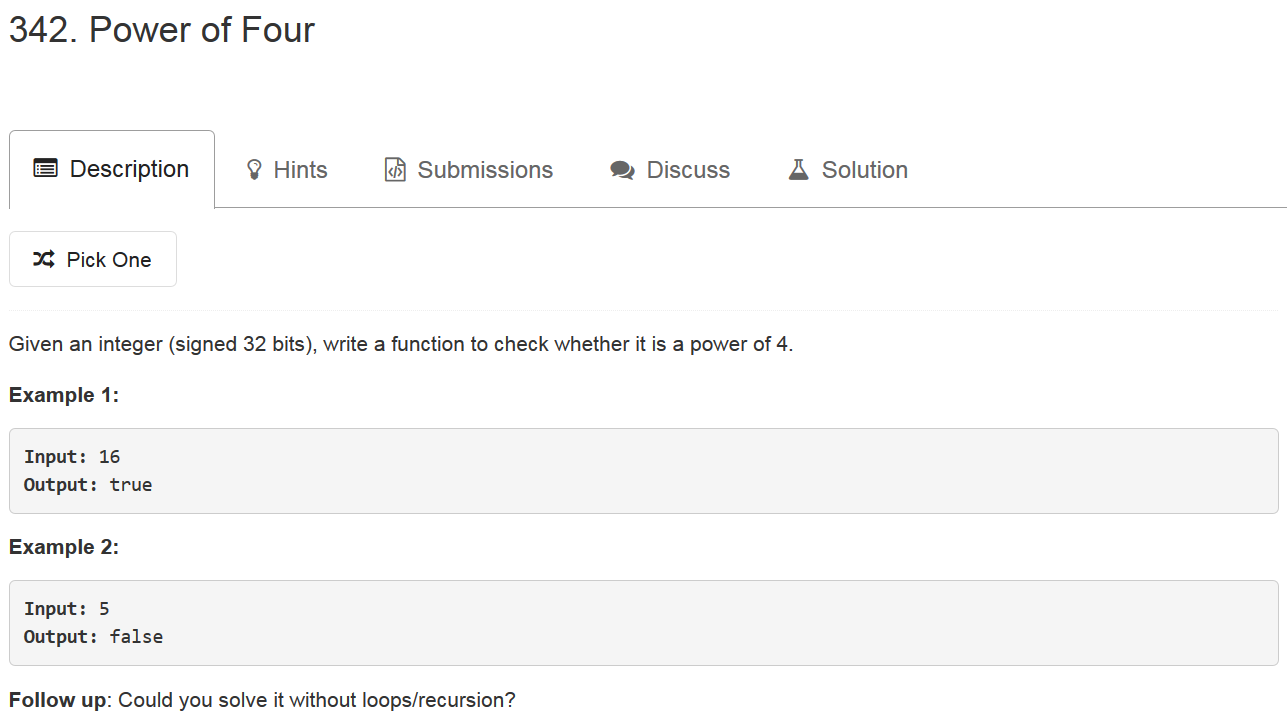 342. Power of Four
Description Hints Submissions Discuss Solution
Pick One
Given an integer (signed 32 bits), write a function to check whether it is a power of 4.
Example 1:
Input: 16
Output: true
Example 2:
Input: 5
Output: false
Follow up: Could you solve it without loops/recursion?